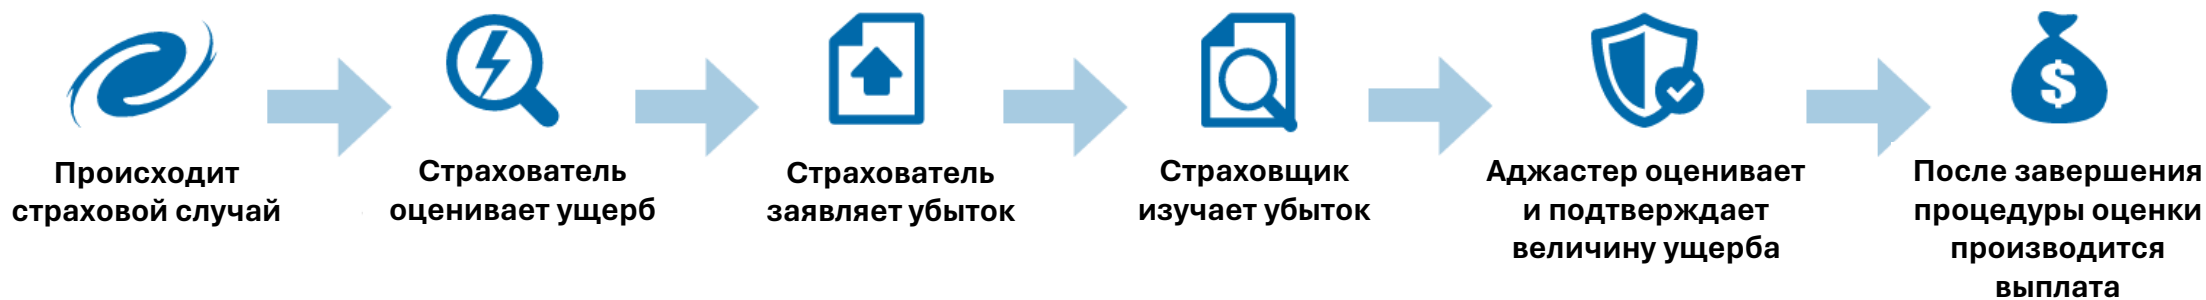 $
Происходит
страховой случай
Страхователь
оценивает ущерб
Страхователь
заявляет убыток
Страховщик
изучает убыток
Аджастер оценивает
и подтверждает
величину ущерба
После завершения
процедуры оценки
производится
выплата